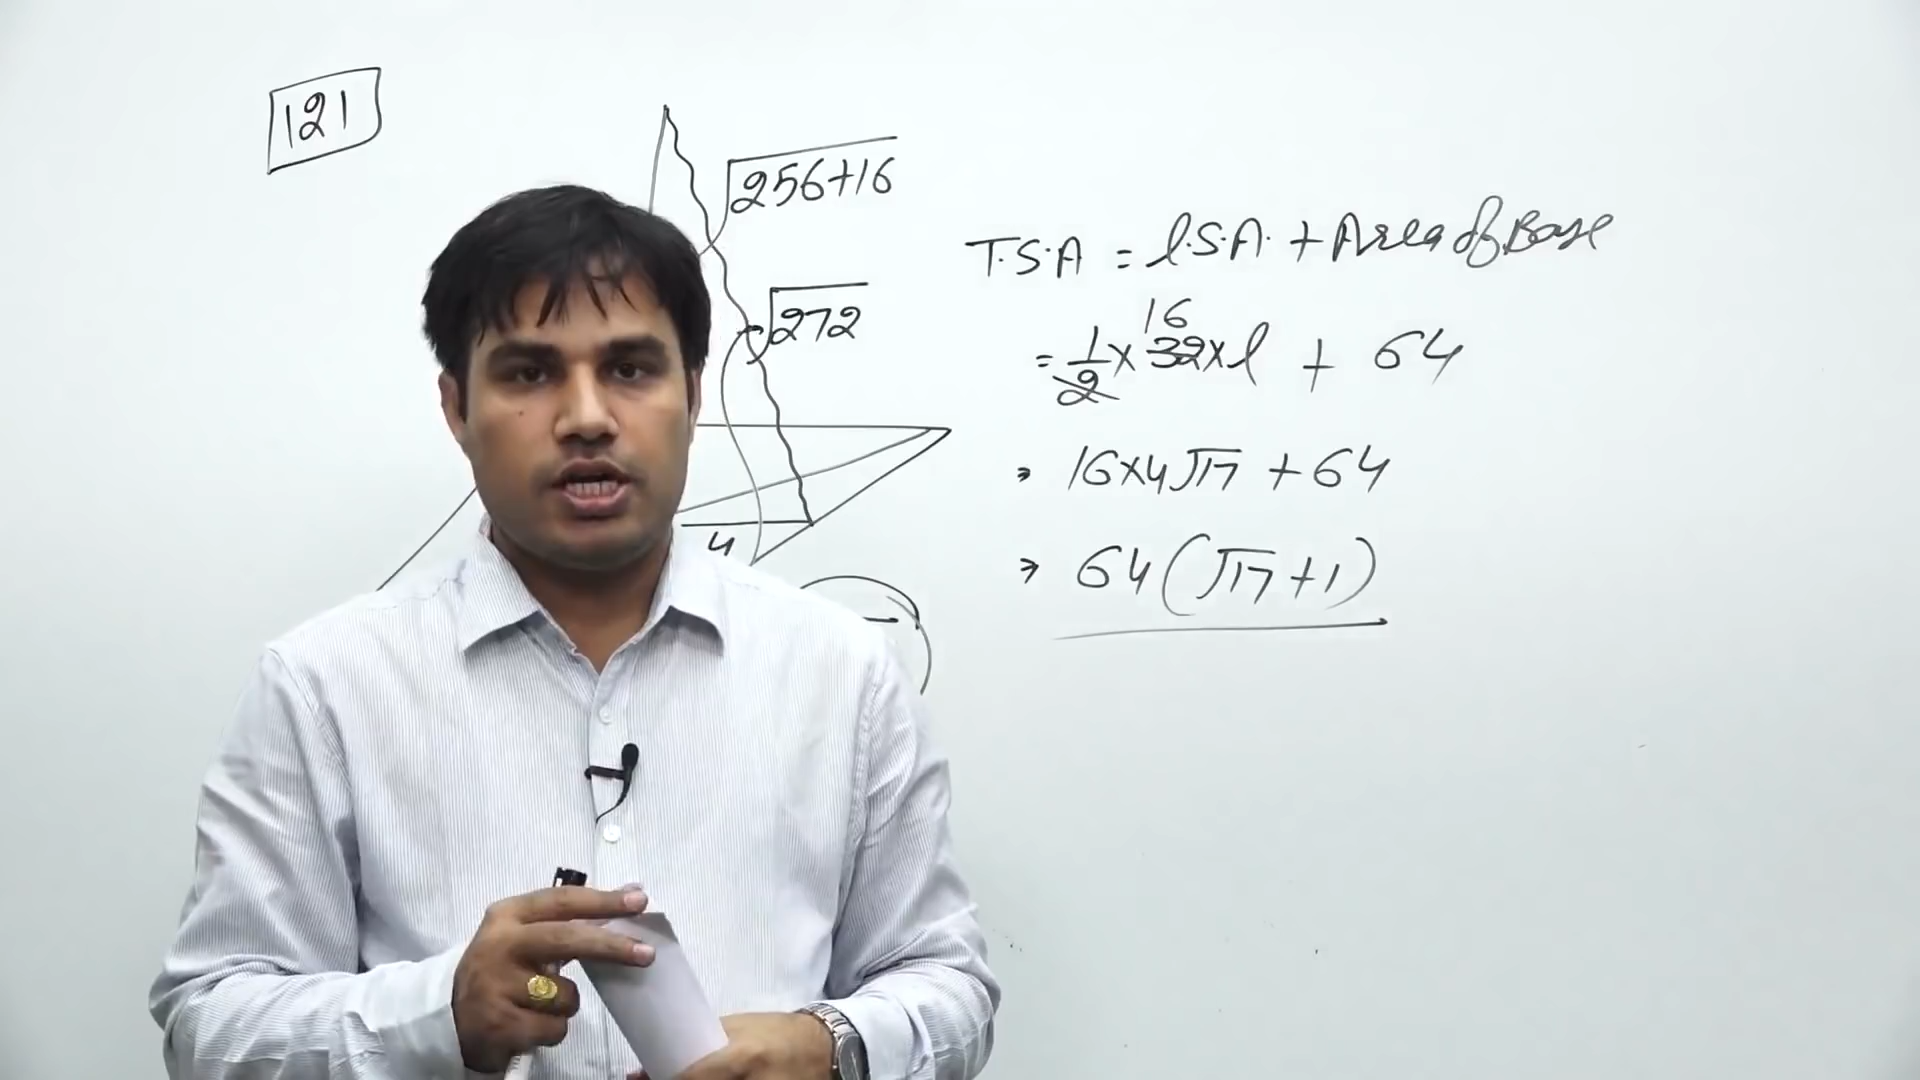 121
√256+16
√272
4
T.S.A = l.S.A. + Area of Base
16
= 1/2 x 32 x l + 64
→ 16x4√17 + 64
→ 64(√17+1)